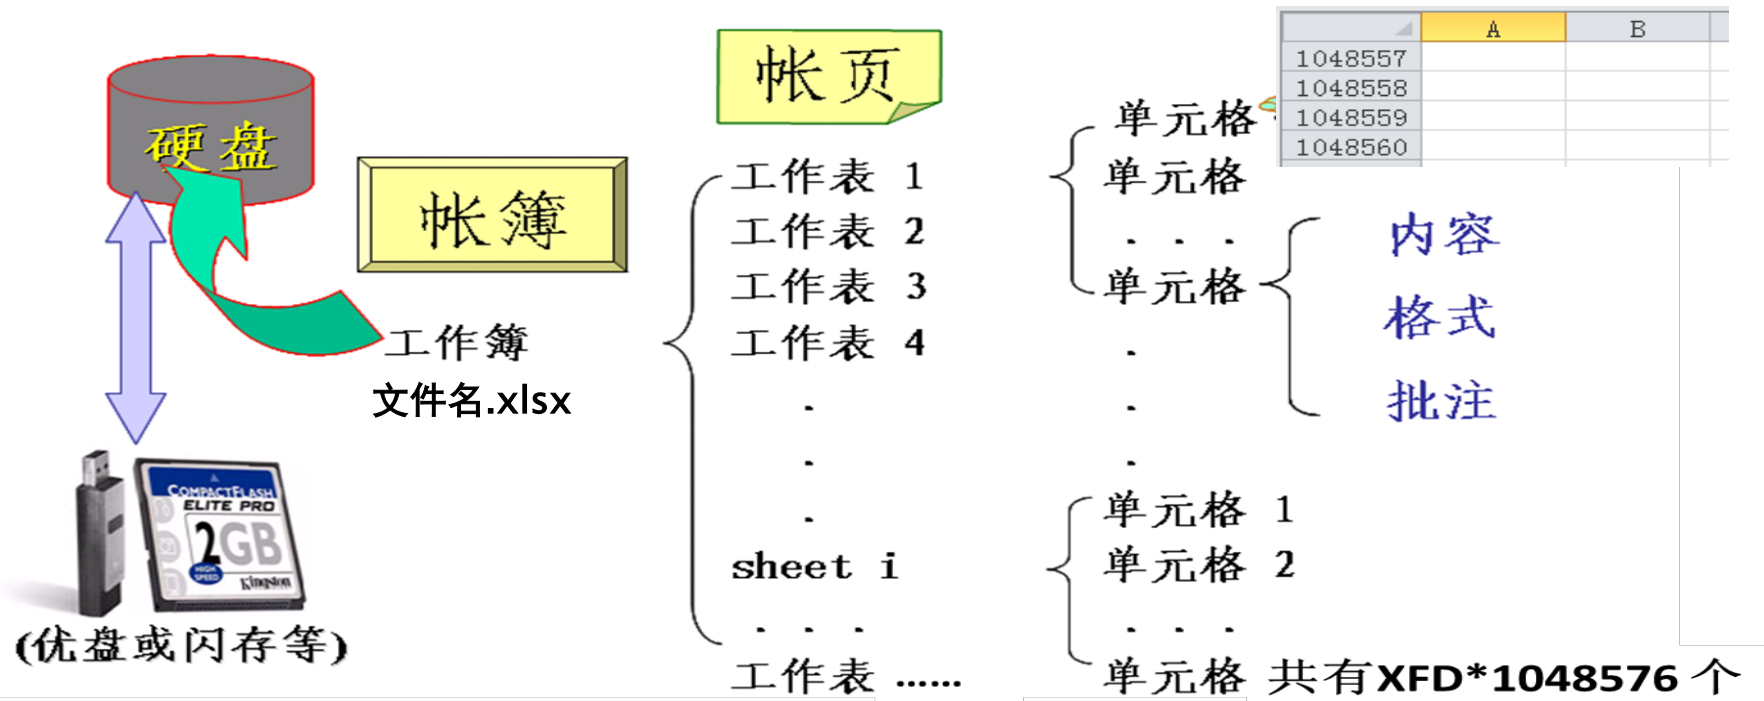 硬盘
帐簿
工作簿
文件名.xlsx
COMPACTFLASH
ELITE PRO
2GB
HIGH SPEED
Kingston
(优盘或闪存等)
帐页
工作表 1
工作表 2
工作表 3
工作表 4
.
.
.
sheet i
. . .
工作表 ……
单元格
单元格
. . .
单元格
.
.
.
单元格 1
单元格 2
. . .
单元格 共有XFD*1048576 个
内容
格式
批注
A B
1048557
1048558
1048559
1048560